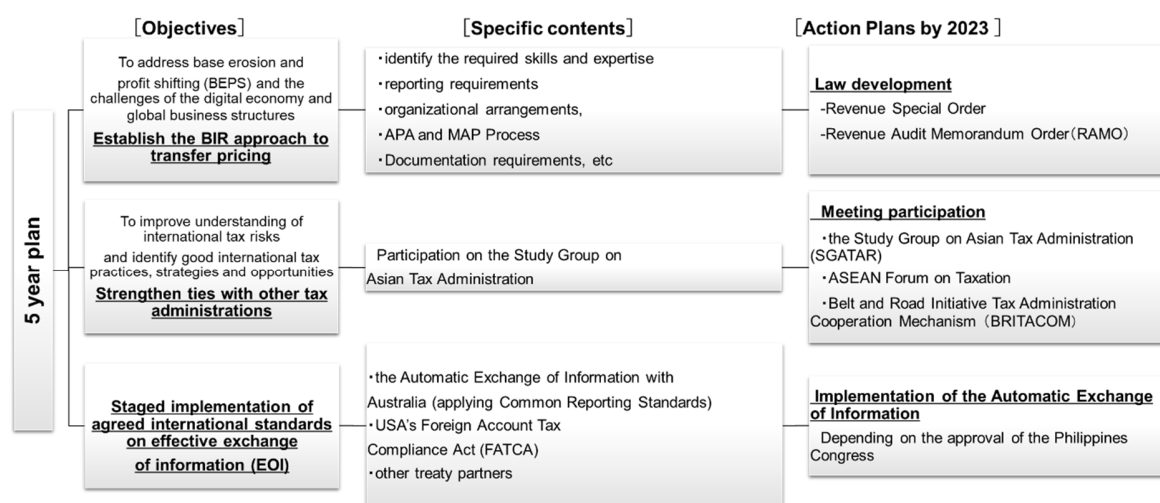 ［Objectives］
［Specific contents］
［Action Plans by 2023 ］
5 year plan
To address base erosion and
profit shifting (BEPS) and the
challenges of the digital economy and
global business structures
Establish the BIR approach to
transfer pricing
・identify the required skills and expertise
・reporting requirements
・organizational arrangements,
・APA and MAP Process
・Documentation requirements, etc
Law development
-Revenue Special Order
-Revenue Audit Memorandum Order（RAMO）
To improve understanding of
international tax risks
and identify good international tax
practices, strategies and opportunities
Strengthen ties with other tax
administrations
Participation on the Study Group on
Asian Tax Administration
Meeting participation
・the Study Group on Asian Tax Administration
(SGATAR)
・ASEAN Forum on Taxation
・Belt and Road Initiative Tax Administration
Cooperation Mechanism（BRITACOM）
Staged implementation of
agreed international standards
on effective exchange
of information (EOI)
・the Automatic Exchange of Information with
Australia (applying Common Reporting Standards)
・USA's Foreign Account Tax
Compliance Act (FATCA)
・other treaty partners
Implementation of the Automatic Exchange
of Information
Depending on the approval of the Philippines
Congress